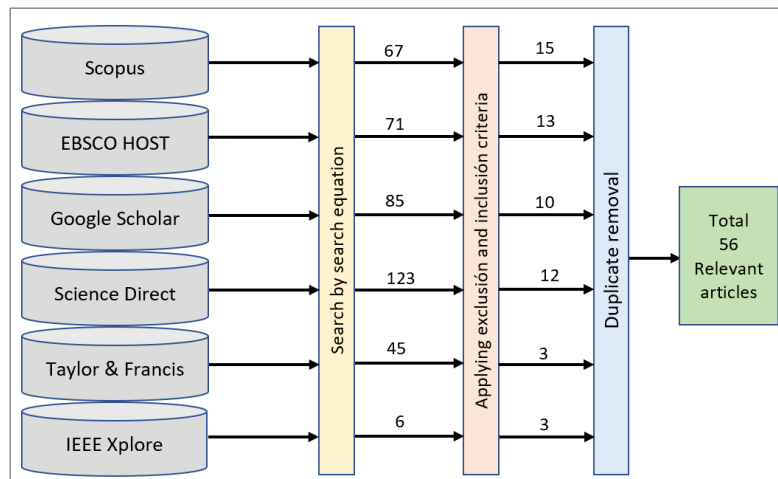 Scopus
67
15
EBSCO HOST
71
13
Google Scholar
85
10
Science Direct
123
12
Taylor & Francis
45
3
IEEE Xplore
6
3
Search by search equation
Applying exclusion and inclusión criteria
Duplicate removal
Total
56
Relevant
articles